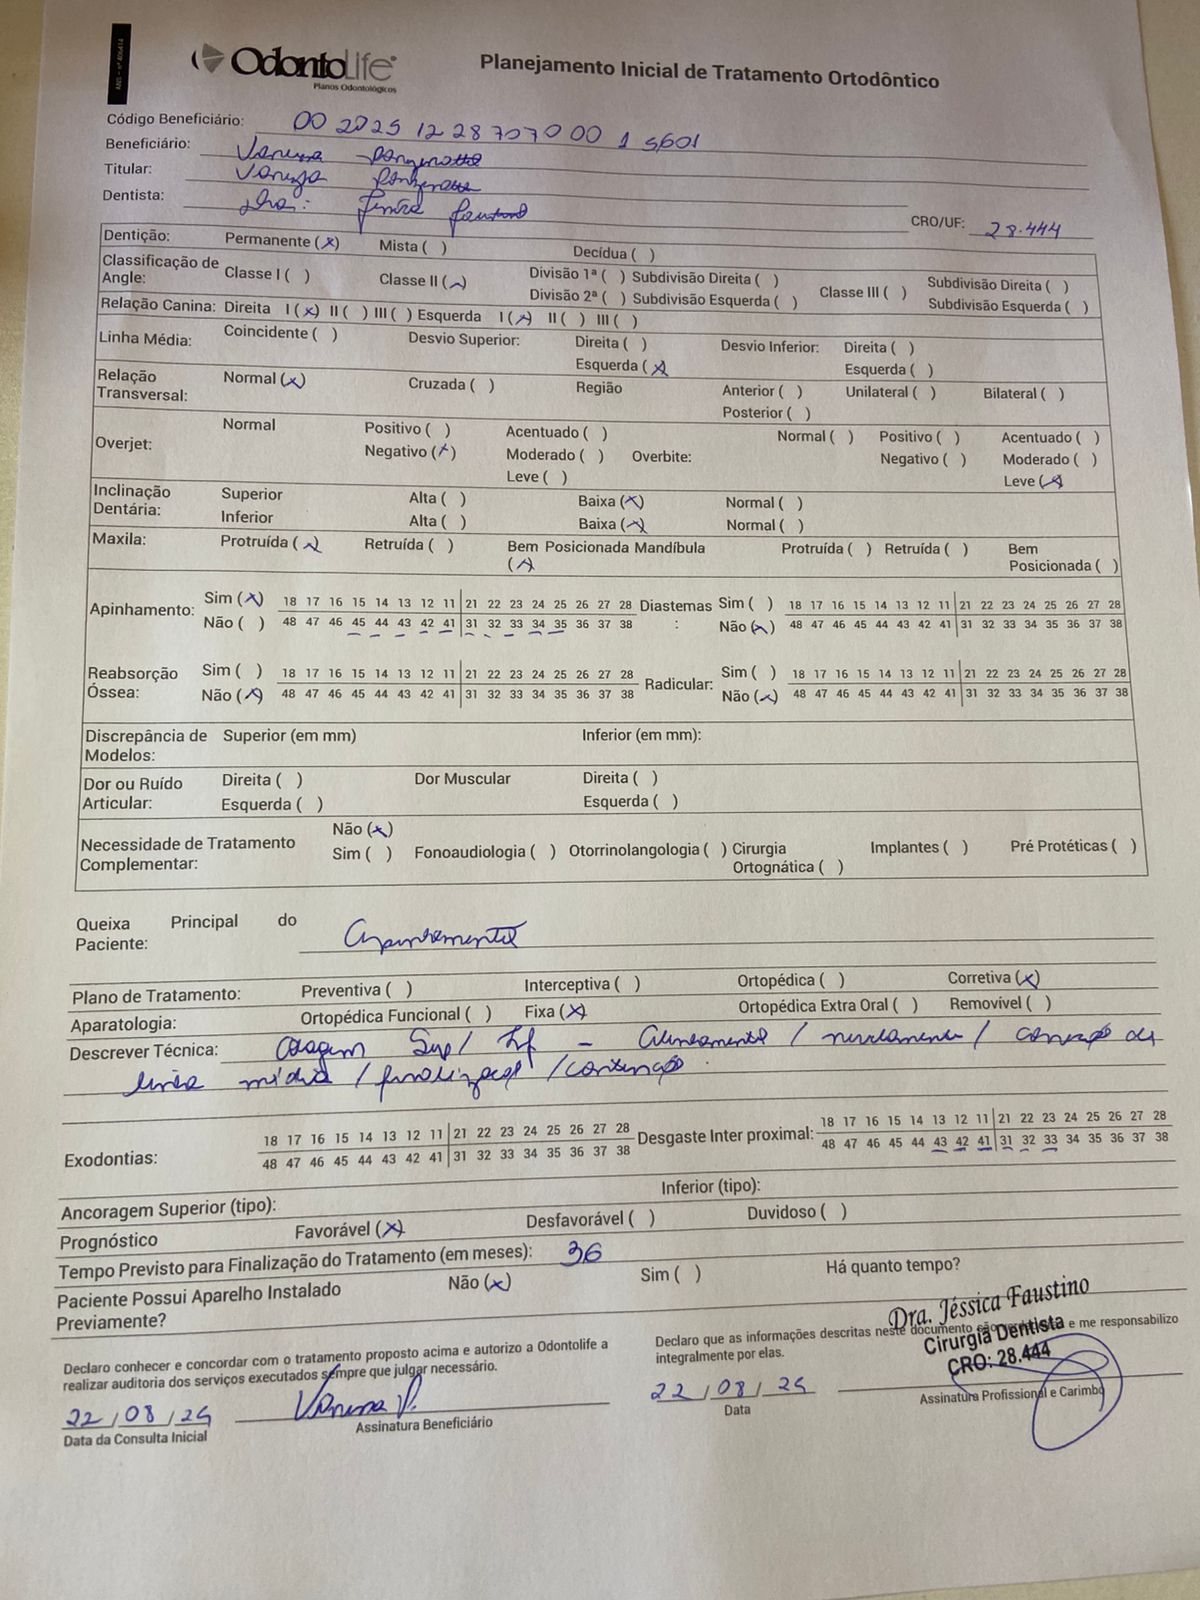 ANS - nº 406414
OdontoLife
Planos Odontológicos
Planejamento Inicial de Tratamento Ortodôntico
Código Beneficiário: 00 2025 12 28707000 1 5601
Beneficiário: Vanessa
Titular: Vanessa
Dentista: Dra: Jéssica Faustino CRO/UF: 28.444
Dentição: Permanente (x) Mista ( ) Decídua ( )
Classificação de Angle: Classe I ( ) Classe II (x) Divisão 1ª ( ) Subdivisão Direita ( ) Classe III ( ) Subdivisão Direita ( )
Divisão 2ª ( ) Subdivisão Esquerda ( ) Subdivisão Esquerda ( )
Relação Canina: Direita I (x) II ( ) III ( ) Esquerda I (x) II ( ) III ( )
Linha Média: Coincidente ( ) Desvio Superior: Direita ( ) Desvio Inferior: Direita ( )
Esquerda (x) Esquerda ( )
Relação Transversal: Normal (x) Cruzada ( ) Região Anterior ( ) Unilateral ( ) Bilateral ( )
Posterior ( )
Overjet: Normal Positivo ( ) Acentuado ( ) Overbite: Normal ( ) Positivo ( ) Acentuado ( )
Negativo (x) Moderado ( ) Negativo ( ) Moderado ( )
Leve ( ) Leve (x)
Inclinação Dentária: Superior Alta ( ) Baixa (x) Normal ( )
Inferior Alta ( ) Baixa (x) Normal ( )
Maxila: Protruída (x) Retruída ( ) Bem Posicionada (x) Mandíbula Protruída ( ) Retruída ( ) Bem Posicionada ( )
Apinhamento: Sim (x) 18 17 16 15 14 13 12 11 21 22 23 24 25 26 27 28 Diastemas : Sim ( ) 18 17 16 15 14 13 12 11 21 22 23 24 25 26 27 28
Não ( ) 48 47 46 45 44 43 42 41 31 32 33 34 35 36 37 38 Não (x) 48 47 46 45 44 43 42 41 31 32 33 34 35 36 37 38
Reabsorção Óssea: Sim ( ) 18 17 16 15 14 13 12 11 21 22 23 24 25 26 27 28 Radicular: Sim ( ) 18 17 16 15 14 13 12 11 21 22 23 24 25 26 27 28
Não (x) 48 47 46 45 44 43 42 41 31 32 33 34 35 36 37 38 Não (x) 48 47 46 45 44 43 42 41 31 32 33 34 35 36 37 38
Discrepância de Modelos: Superior (em mm) Inferior (em mm):
Dor ou Ruído Articular: Direita ( ) Dor Muscular Direita ( )
Esquerda ( ) Esquerda ( )
Necessidade de Tratamento Complementar: Não (x)
Sim ( ) Fonoaudiologia ( ) Otorrinolangologia ( ) Cirurgia Ortognática ( ) Implantes ( ) Pré Protéticas ( )
Queixa Principal do Paciente: Apinhamento
Plano de Tratamento: Preventiva ( ) Interceptiva ( ) Ortopédica ( ) Corretiva (x)
Aparatologia: Ortopédica Funcional ( ) Fixa (x) Ortopédica Extra Oral ( ) Removível ( )
Descrever Técnica: Colagem Sup/ Inf - Alinhamento / nivelamento / correção de
linha média / finalização / contenção.
Exodontias: 18 17 16 15 14 13 12 11 21 22 23 24 25 26 27 28 Desgaste Inter proximal: 18 17 16 15 14 13 12 11 21 22 23 24 25 26 27 28
48 47 46 45 44 43 42 41 31 32 33 34 35 36 37 38 48 47 46 45 44 43 42 41 31 32 33 34 35 36 37 38
Ancoragem Superior (tipo): Inferior (tipo):
Prognóstico Favorável (x) Desfavorável ( ) Duvidoso ( )
Tempo Previsto para Finalização do Tratamento (em meses): 36
Paciente Possui Aparelho Instalado Previamente? Não (x) Sim ( ) Há quanto tempo?
Declaro conhecer e concordar com o tratamento proposto acima e autorizo a Odontolife a
realizar auditoria dos serviços executados sempre que julgar necessário.
Declaro que as informações descritas neste documento são e me responsabilizo
integralmente por elas.
Dra. Jéssica Faustino
Cirurgiã Dentista
CRO: 28.444
22/08/25 Vanessa P.
Data da Consulta Inicial Assinatura Beneficiário
22/08/25
Data Assinatura Profissional e Carimbo